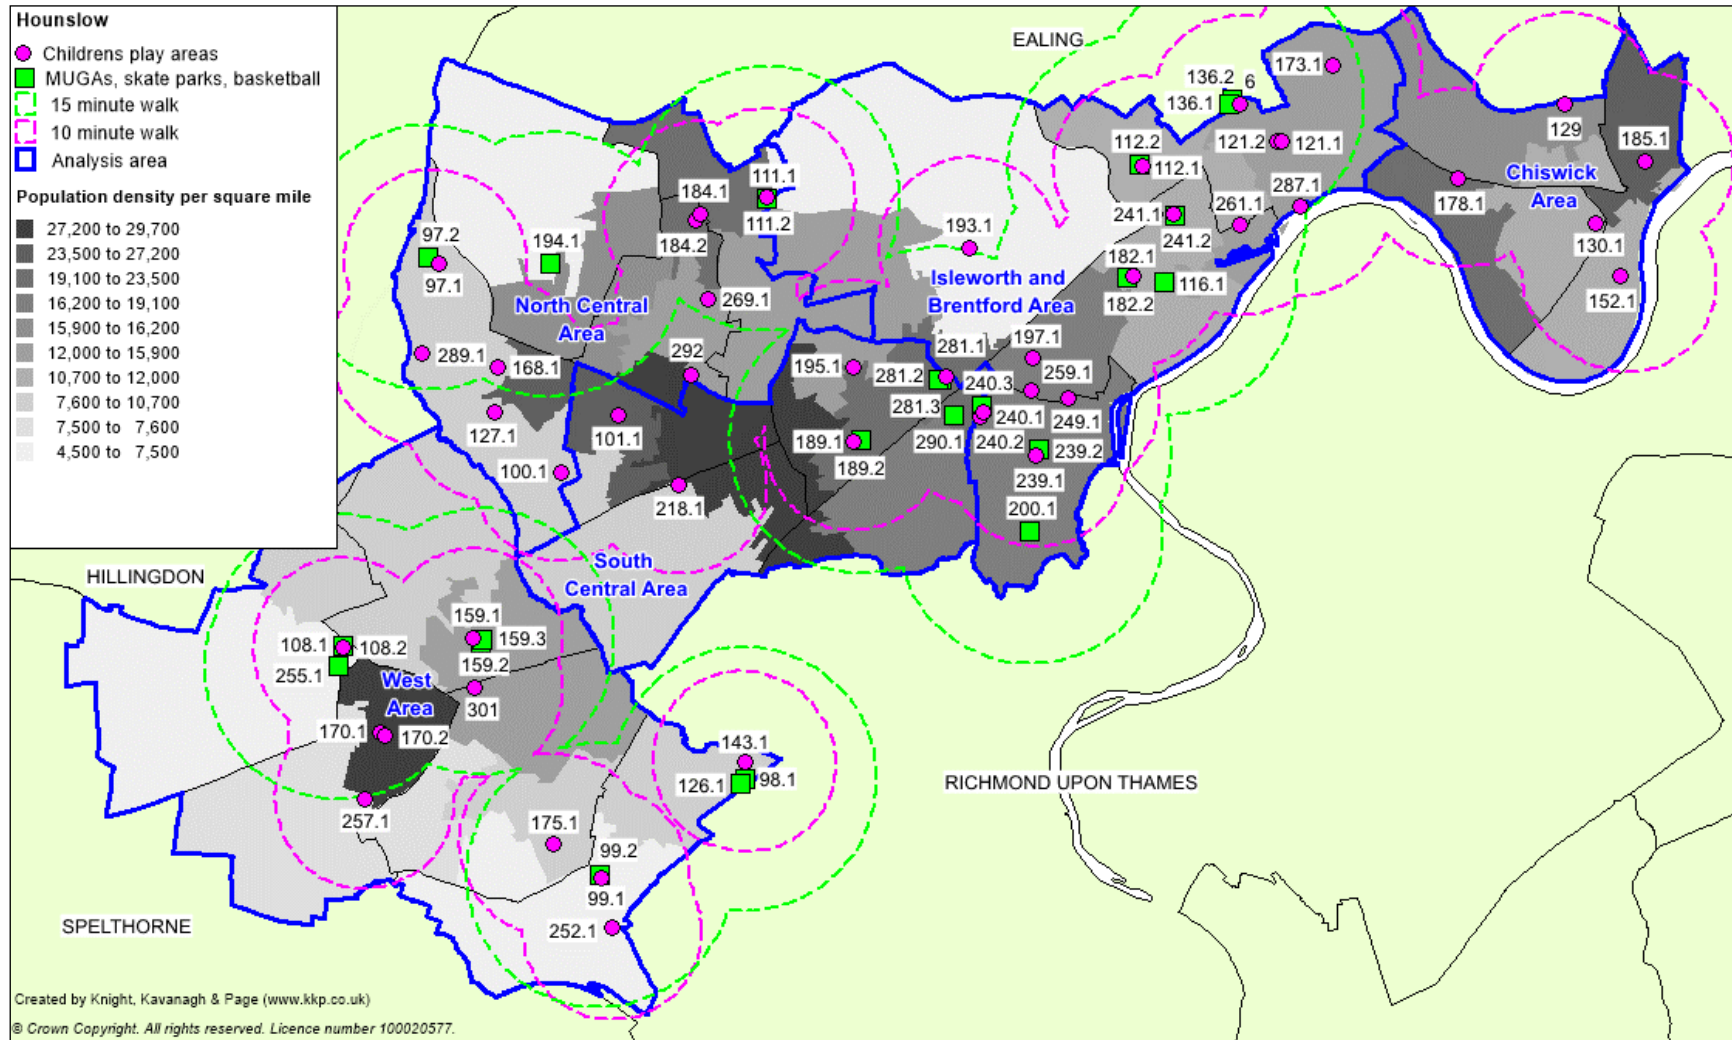 Hounslow
Childrens play areas
MUGAs, skate parks, basketball
15 minute walk
10 minute walk
Analysis area
Population density per square mile
27,200 to 29,700
23,500 to 27,200
19,100 to 23,500
16,200 to 19,100
15,900 to 16,200
12,000 to 15,900
10,700 to 12,000
7,600 to 10,700
7,500 to 7,600
4,500 to 7,500
EALING
173.1
136.2
6
136.1
129
185.1
112.2
112.1
121.2
121.1
Chiswick
Area
178.1
111.1
184.1
111.2
184.2
287.1
261.1
241.1
241.2
130.1
97.2
194.1
193.1
97.1
182.1
Isleworth and
Brentford Area
116.1
182.2
152.1
North Central
Area
269.1
289.1
168.1
292
195.1
281.1
197.1
281.2
240.3
259.1
281.3
240.1
249.1
127.1
101.1
189.1
189.2
290.1
240.2
239.2
239.1
100.1
218.1
200.1
South
Central Area
HILLINGDON
159.1
159.3
108.1
108.2
159.2
255.1
West
Area
301
170.1
170.2
143.1
126.1
98.1
RICHMOND UPON THAMES
257.1
175.1
99.2
99.1
252.1
SPELTHORNE
Created by Knight, Kavanagh & Page (www.kkp.co.uk)
© Crown Copyright. All rights reserved. Licence number 100020577.